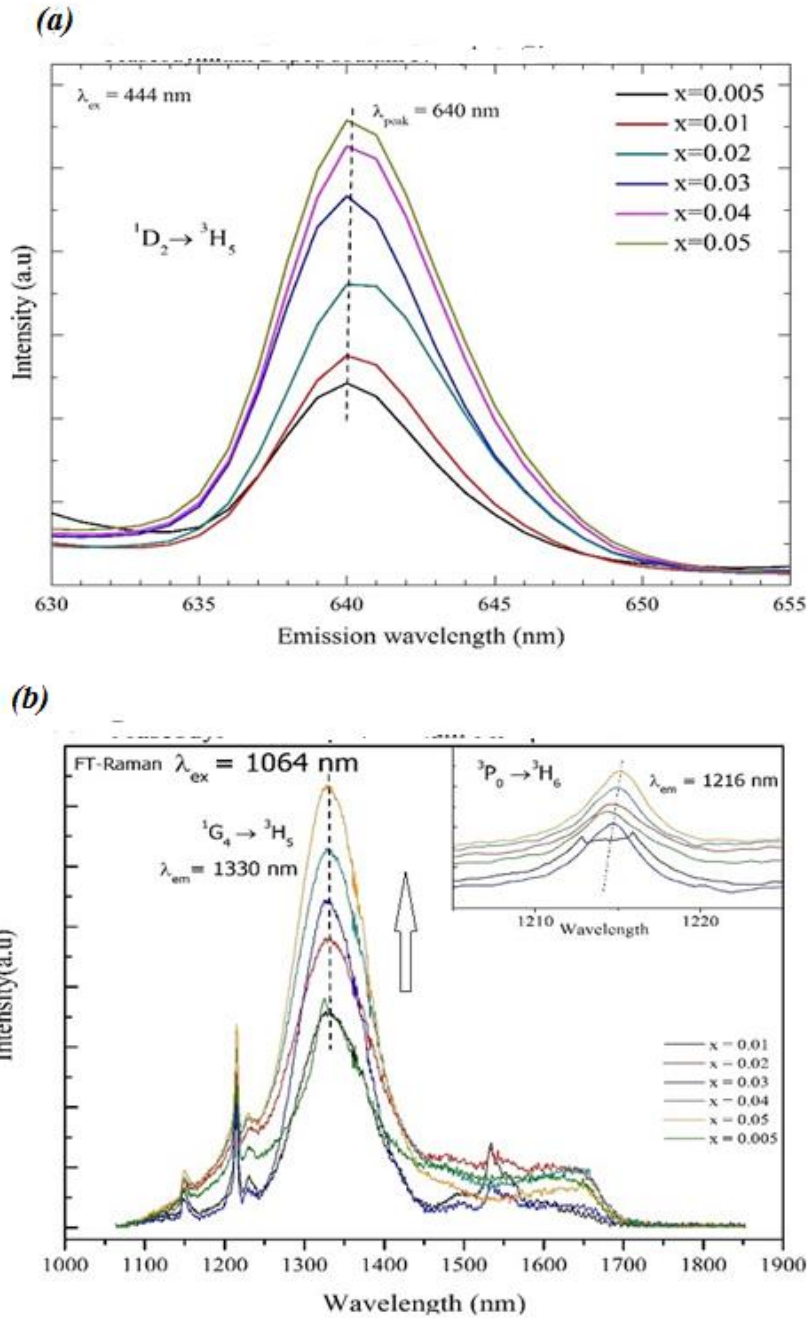 (a)
λex = 444 nm
λpeak = 640 nm
x=0.005
x=0.01
x=0.02
x=0.03
x=0.04
x=0.05
¹D₂→ ³H₅
Intensity (a.u)
630 635 640 645 650 655
Emission wavelength (nm)
(b)
FT-Raman λex = 1064 nm
¹G₄→ ³H₅
λem = 1330 nm
³P₀→³H₆
λem = 1216 nm
1210 1220
Wavelength
Intensity(a.u)
x = 0.01
x = 0.02
x = 0.03
x = 0.04
x = 0.05
x = 0.005
1000 1100 1200 1300 1400 1500 1600 1700 1800 1900
Wavelength (nm)